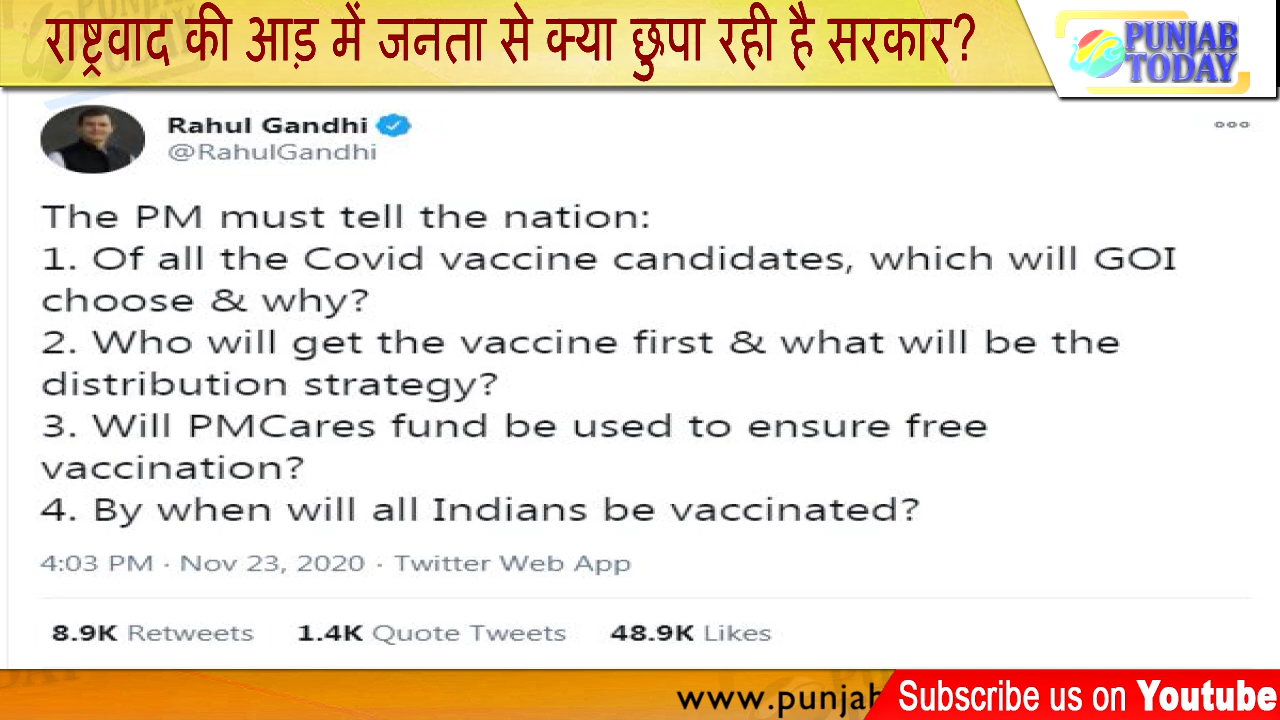 राष्ट्रवाद की आड़ में जनता से क्या छुपा रही है सरकार?
PUNJAB
TODAY
Rahul Gandhi
@RahulGandhi
The PM must tell the nation:
1. Of all the Covid vaccine candidates, which will GOI
choose & why?
2. Who will get the vaccine first & what will be the
distribution strategy?
3. Will PMCares fund be used to ensure free
vaccination?
4. By when will all Indians be vaccinated?
4:03 PM · Nov 23, 2020 · Twitter Web App
8.9K Retweets 1.4K Quote Tweets 48.9K Likes
www.punjab
Subscribe us on Youtube